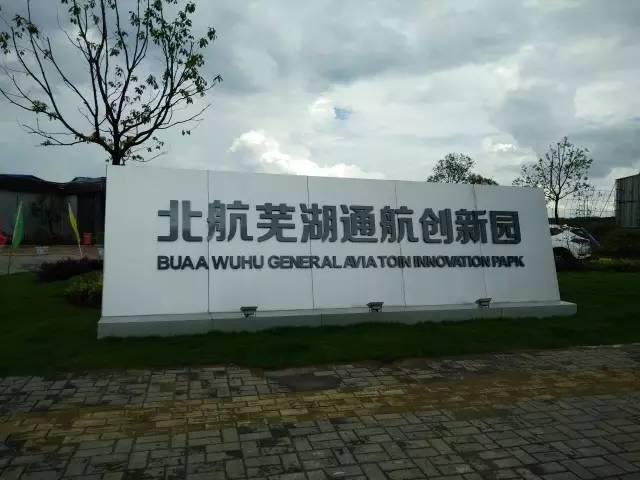 北航芜湖通航创新园
BUAA WUHU GENERAL AVIATOIN INNOVATION PAPK